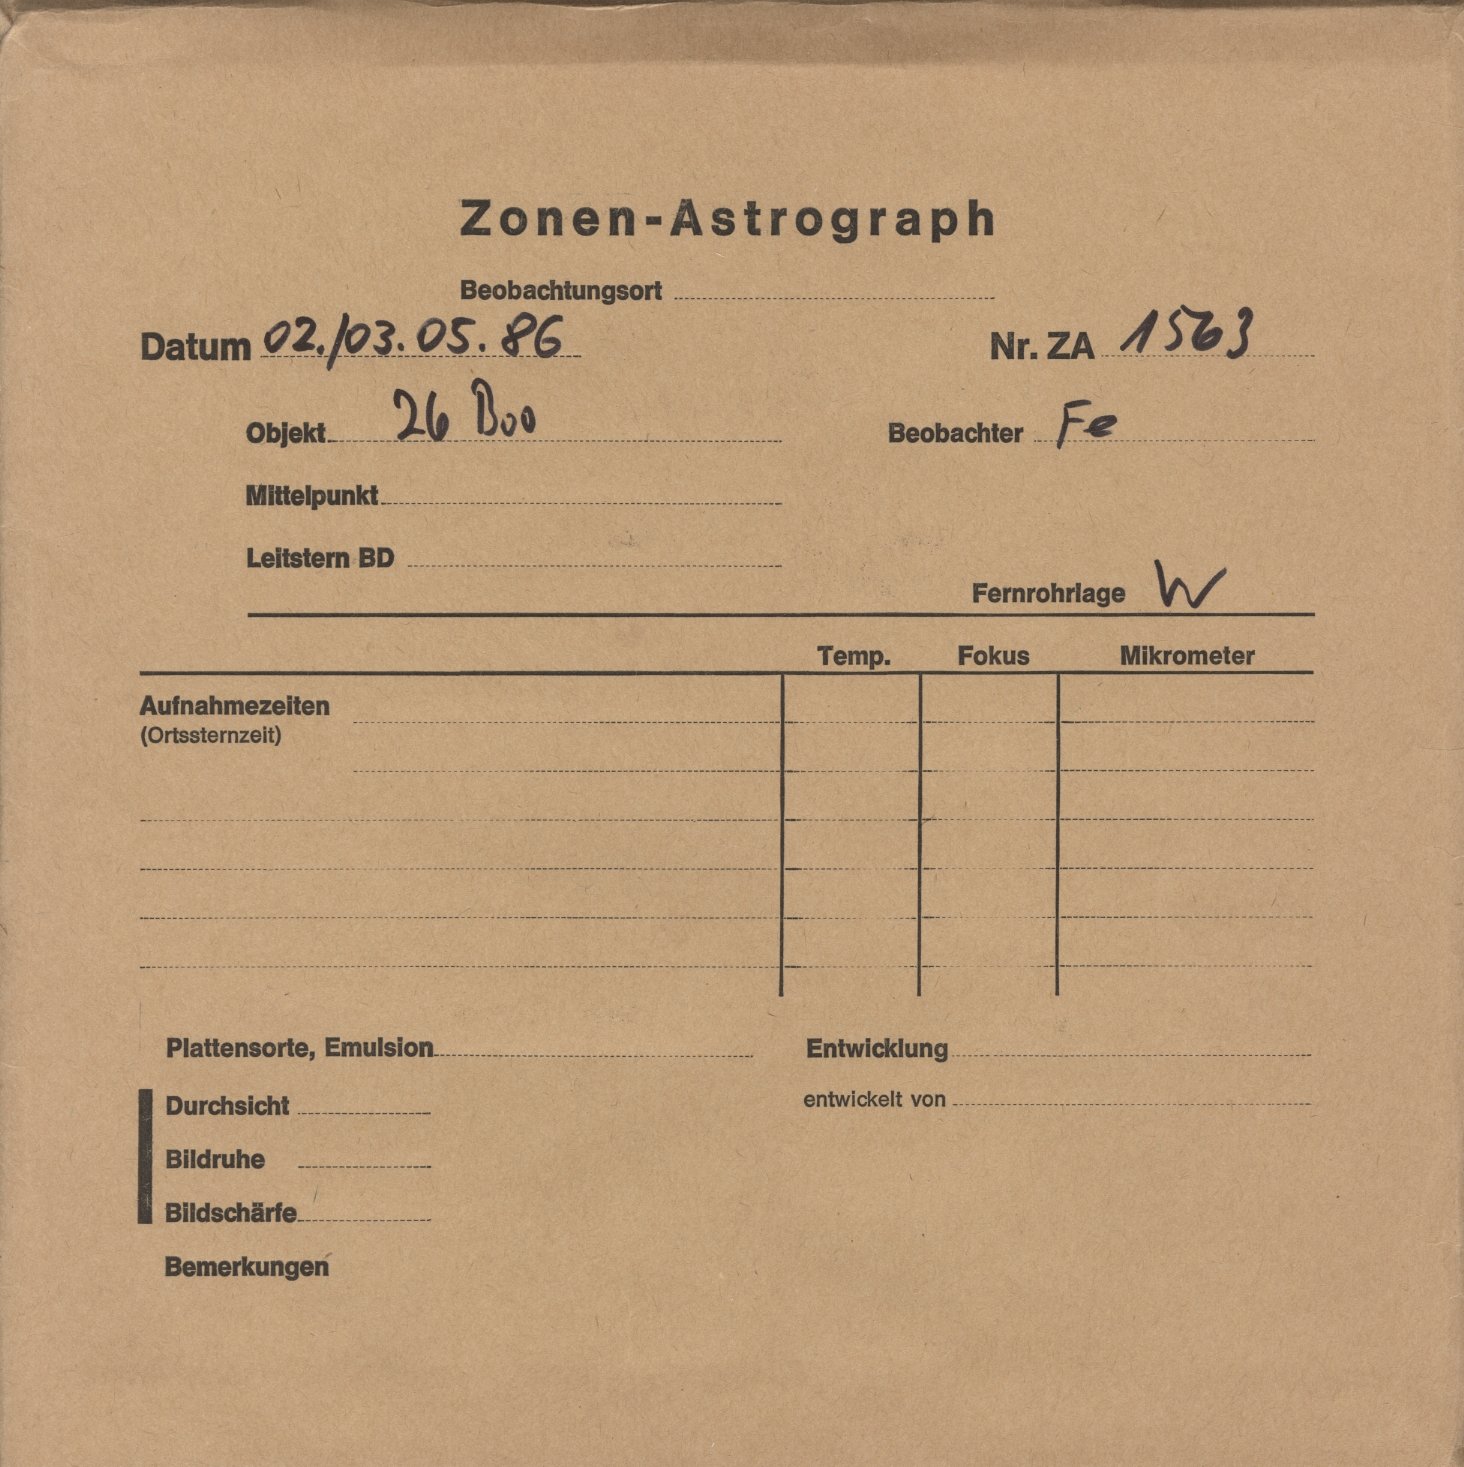 Zonen-Astrograph
Beobachtungsort
Datum 02./03.05.86 Nr. ZA 1563
Objekt 26 Boo Beobachter Fe
Mittelpunkt
Leitstern BD
Fernrohrlage W
Temp. Fokus Mikrometer
Aufnahmezeiten
(Ortssternzeit)
Plattensorte, Emulsion Entwicklung
Durchsicht entwickelt von
Bildruhe
Bildschärfe
Bemerkungen